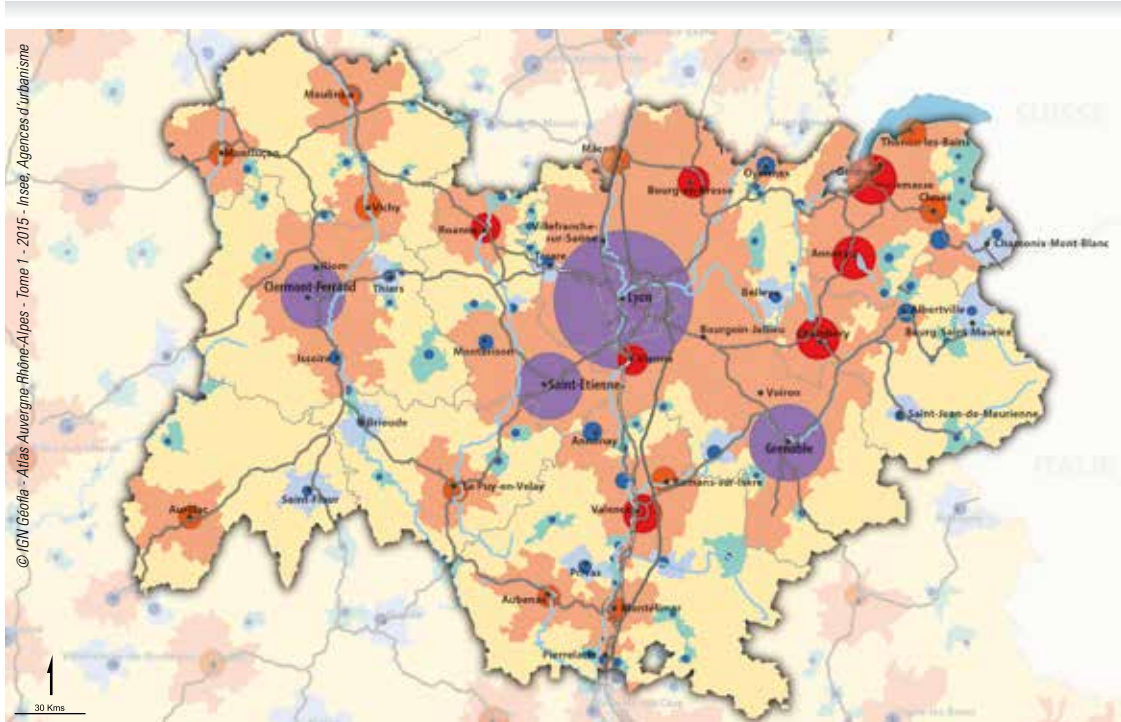 © IGN Géofla - Atlas Auvergne Rhône-Alpes - Tome 1 - 2015 - Insee, Agences d'urbanisme
SUISSE
Moulins
Thonon-les-Bains
Montluçon
Mâcon
Oyonnax
Bourg-en-Bresse
Cluses
Vichy
Roanne
Villefranche-
sur-Saône
Chamonix-Mont-Blanc
Annecy
Tarare
Riom
Clermont-Ferrand
Thiers
Lyon
Belley
Albertville
Bourg-Saint-Maurice
Bourgoin-Jallieu
Chambéry
Montbrison
Issoire
Vienne
Saint-Etienne
Voiron
Saint-Jean-de-Maurienne
Brioude
Annonay
Grenoble
ITALIE
Le Puy-en-Velay
Romans-sur-Isère
Saint-Flour
Aurillac
Valence
Privas
Aubenas
Montélimar
Pierrelatte
30 Kms